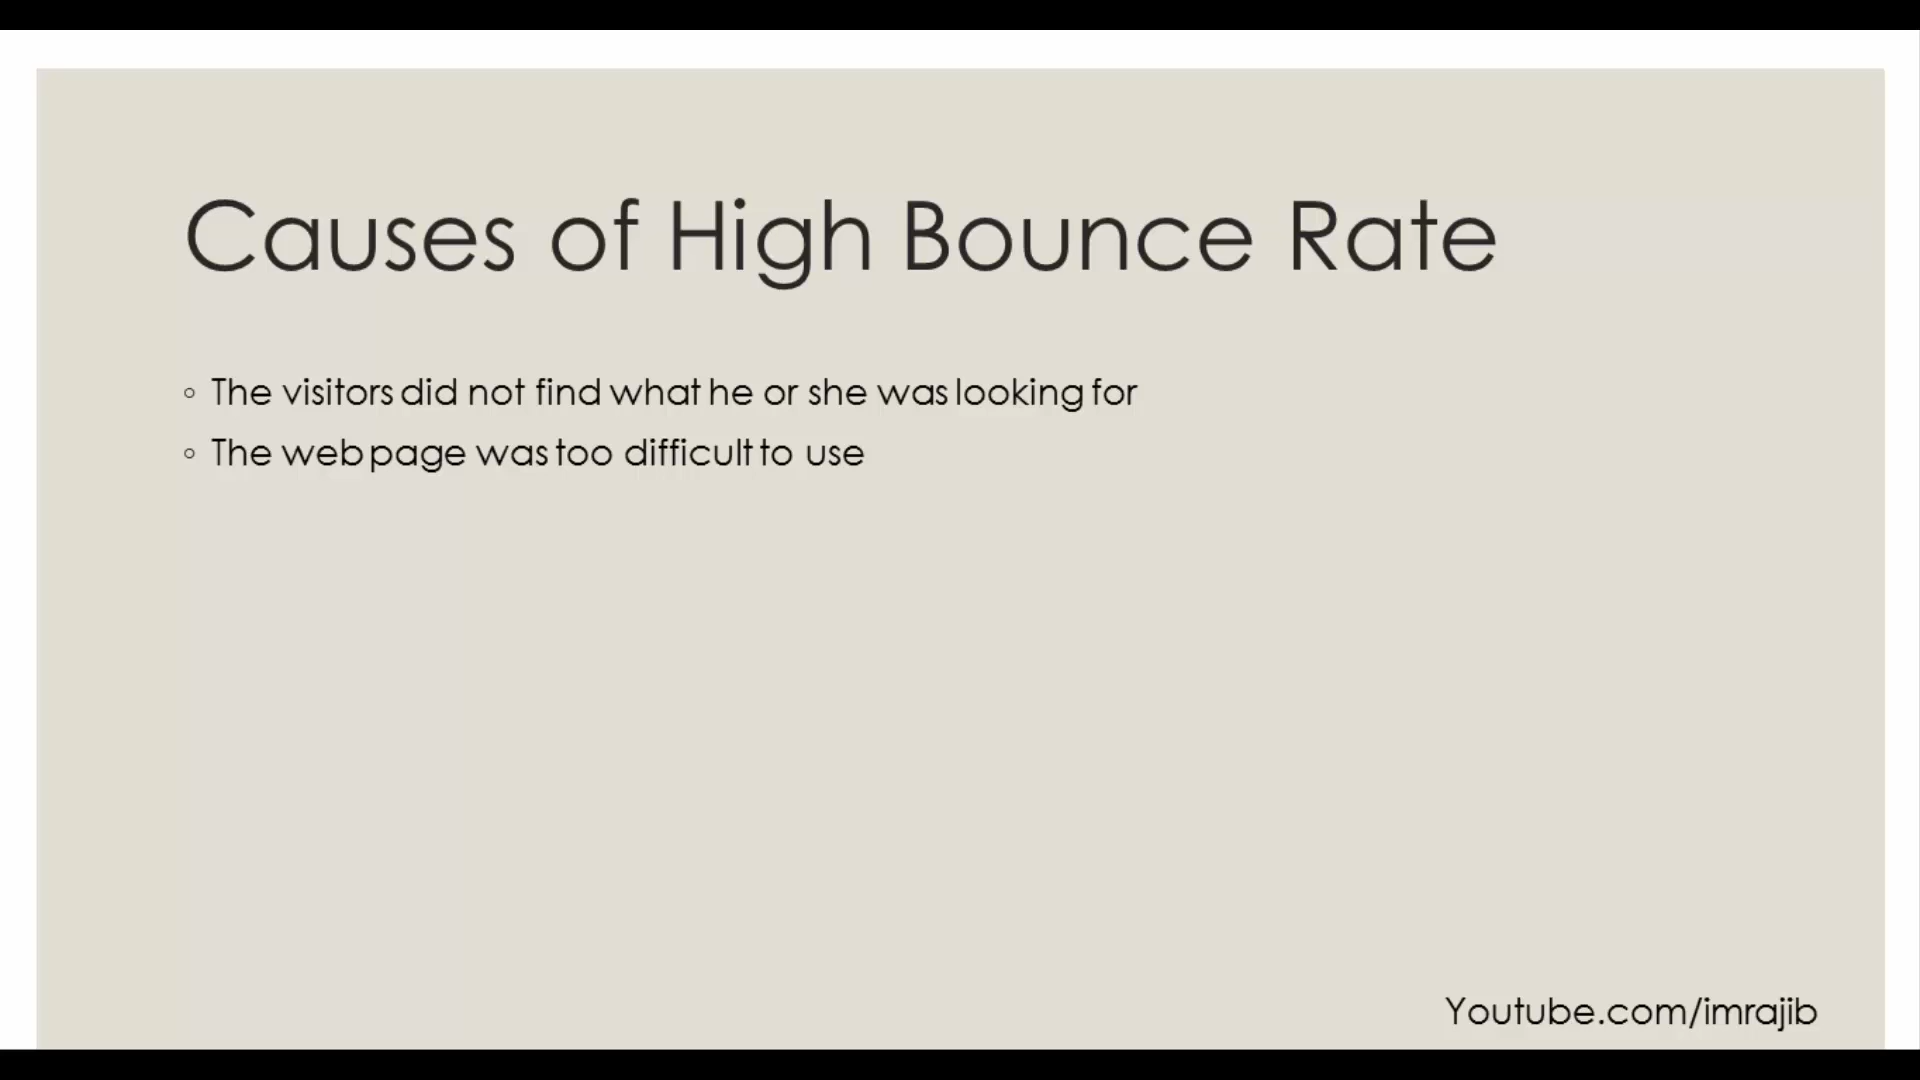 Causes of High Bounce Rate
◦ The visitors did not find what he or she was looking for
◦ The web page was too difficult to use
Youtube.com/imrajib